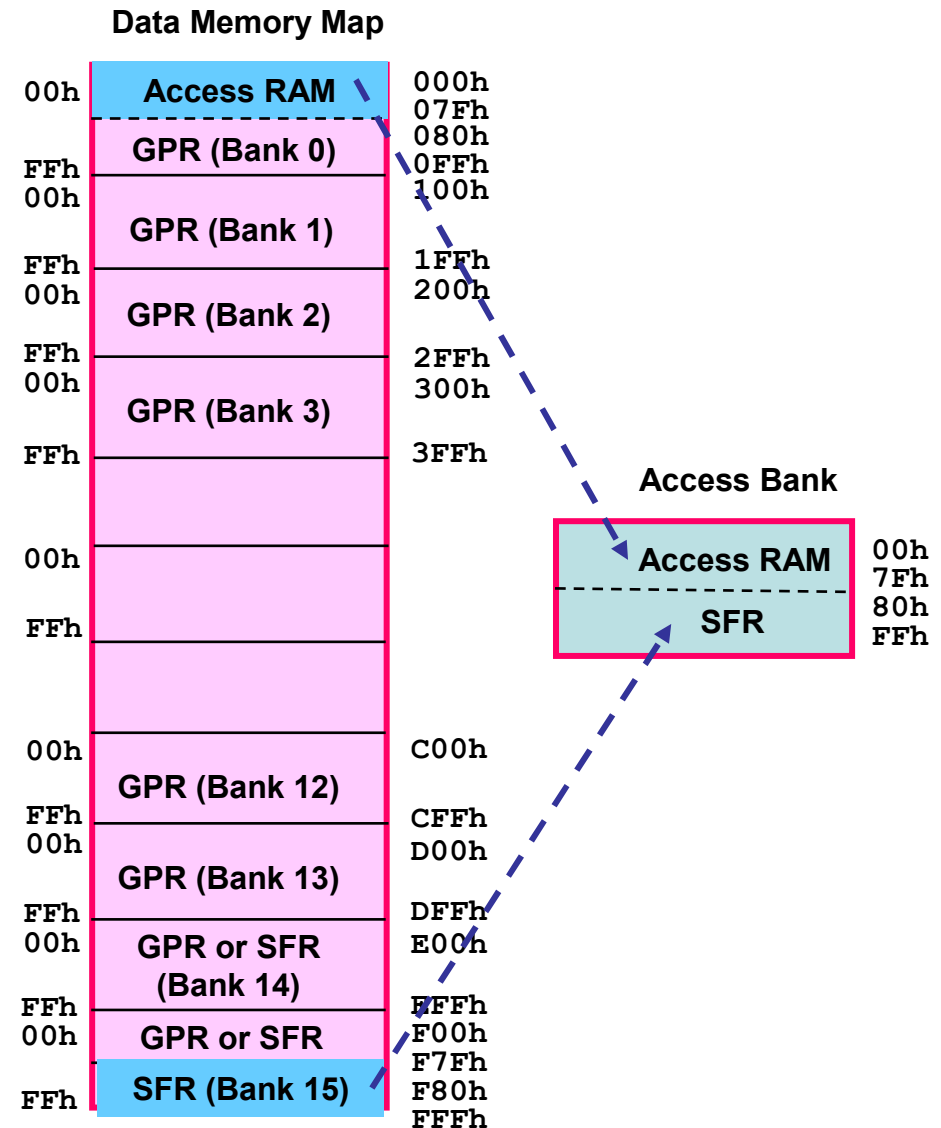 Data Memory Map
00h
Access RAM
000h
07Fh
080h
GPR (Bank 0)
FFh
0FFh
00h
100h
GPR (Bank 1)
FFh
1FFh
00h
200h
GPR (Bank 2)
FFh
2FFh
00h
300h
GPR (Bank 3)
FFh
3FFh
00h
FFh
00h
C00h
GPR (Bank 12)
FFh
CFFh
00h
D00h
GPR (Bank 13)
FFh
DFFh
00h
E00h
GPR or SFR
(Bank 14)
FFh
EFFh
00h
F00h
GPR or SFR
F7Fh
SFR (Bank 15)
F80h
FFh
FFFh
Access Bank
Access RAM
00h
7Fh
SFR
80h
FFh